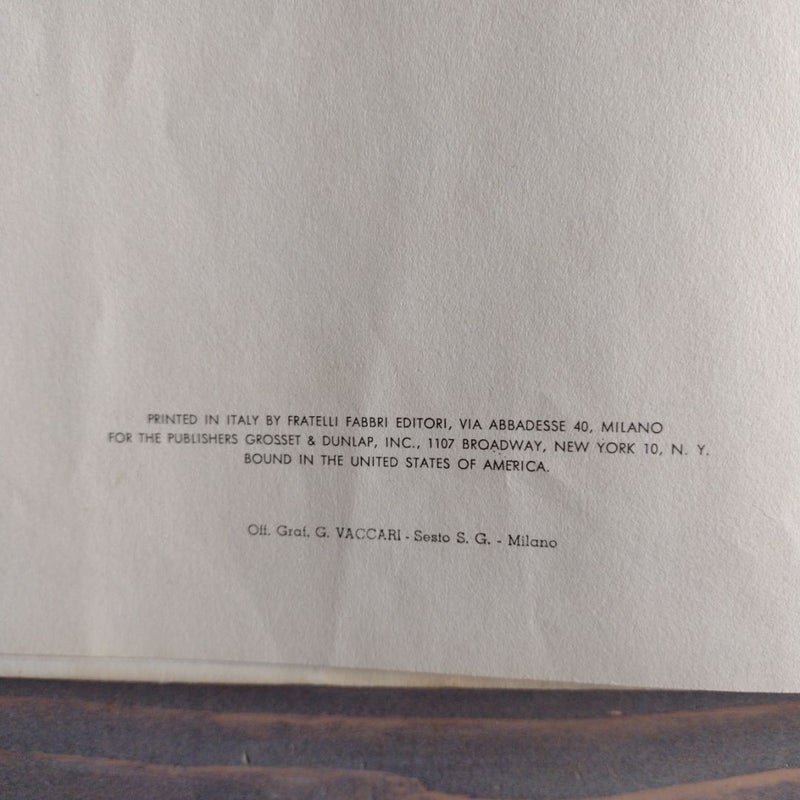 PRINTED IN ITALY BY FRATELLI FABBRI EDITORI, VIA ABBADESSE 40, MILANO
FOR THE PUBLISHERS GROSSET & DUNLAP, INC., 1107 BROADWAY, NEW YORK 10, N. Y.
BOUND IN THE UNITED STATES OF AMERICA.
Off. Graf. G. VACCARI - Sesto S. G. - Milano